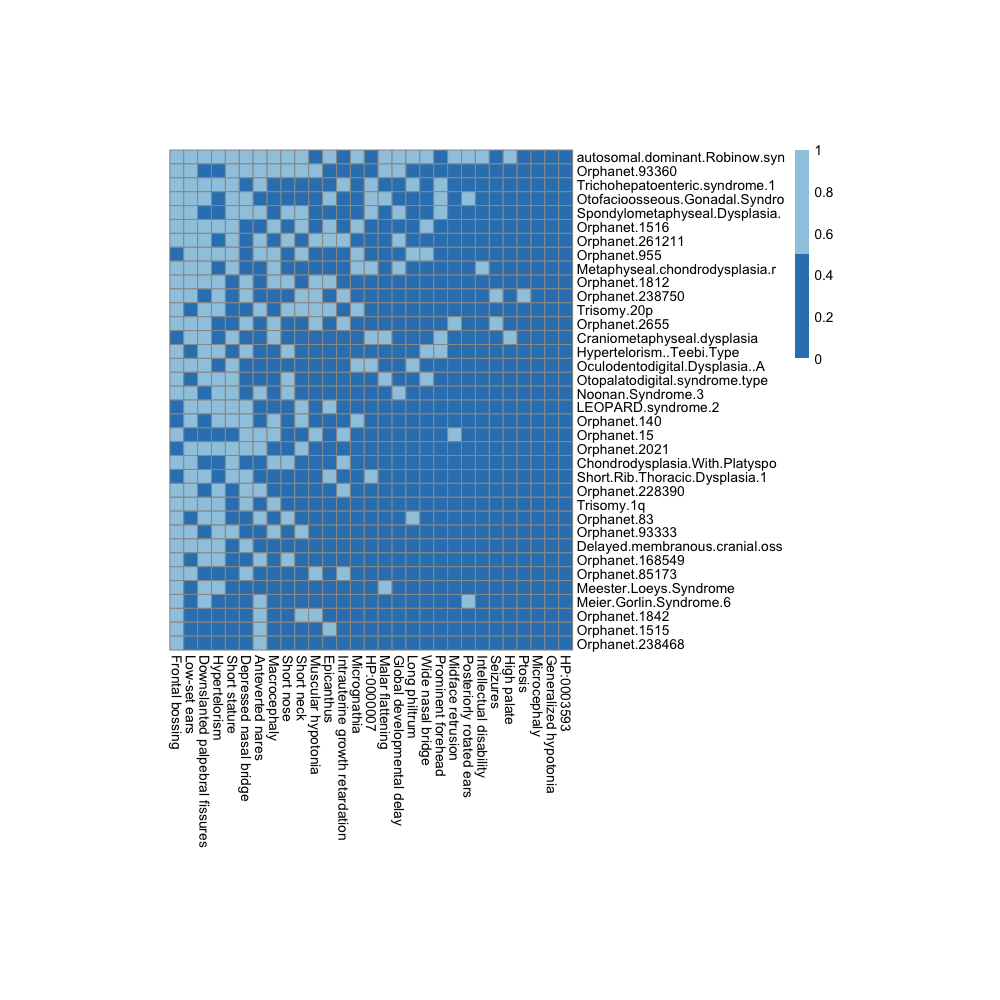 autosomal.dominant.Robinow.syn
Orphanet.93360
Trichohepatoenteric.syndrome.1
Otofacioosseous.Gonadal.Syndro
Spondylometaphyseal.Dysplasia.
Orphanet.1516
Orphanet.261211
Orphanet.955
Metaphyseal.chondrodysplasia.r
Orphanet.1812
Orphanet.238750
Trisomy.20p
Orphanet.2655
Craniometaphyseal.dysplasia
Hypertelorism..Teebi.Type
Oculodentodigital.Dysplasia..A
Otopalatodigital.syndrome.type
Noonan.Syndrome.3
LEOPARD.syndrome.2
Orphanet.140
Orphanet.15
Orphanet.2021
Chondrodysplasia.With.Platyspo
Short.Rib.Thoracic.Dysplasia.1
Orphanet.228390
Trisomy.1q
Orphanet.83
Orphanet.93333
Delayed.membranous.cranial.oss
Orphanet.168549
Orphanet.85173
Meester.Loeys.Syndrome
Meier.Gorlin.Syndrome.6
Orphanet.1842
Orphanet.1515
Orphanet.238468
1
0.8
0.6
0.4
0.2
0
Frontal bossing
Low-set ears
Downslanted palpebral fissures
Hypertelorism
Short stature
Depressed nasal bridge
Anteverted nares
Macrocephaly
Short nose
Short neck
Muscular hypotonia
Epicanthus
Intrauterine growth retardation
Micrognathia
HP:0000007
Malar flattening
Global developmental delay
Long philtrum
Wide nasal bridge
Prominent forehead
Midface retrusion
Posteriorly rotated ears
Intellectual disability
Seizures
High palate
Ptosis
Microcephaly
Generalized hypotonia
HP:0003593